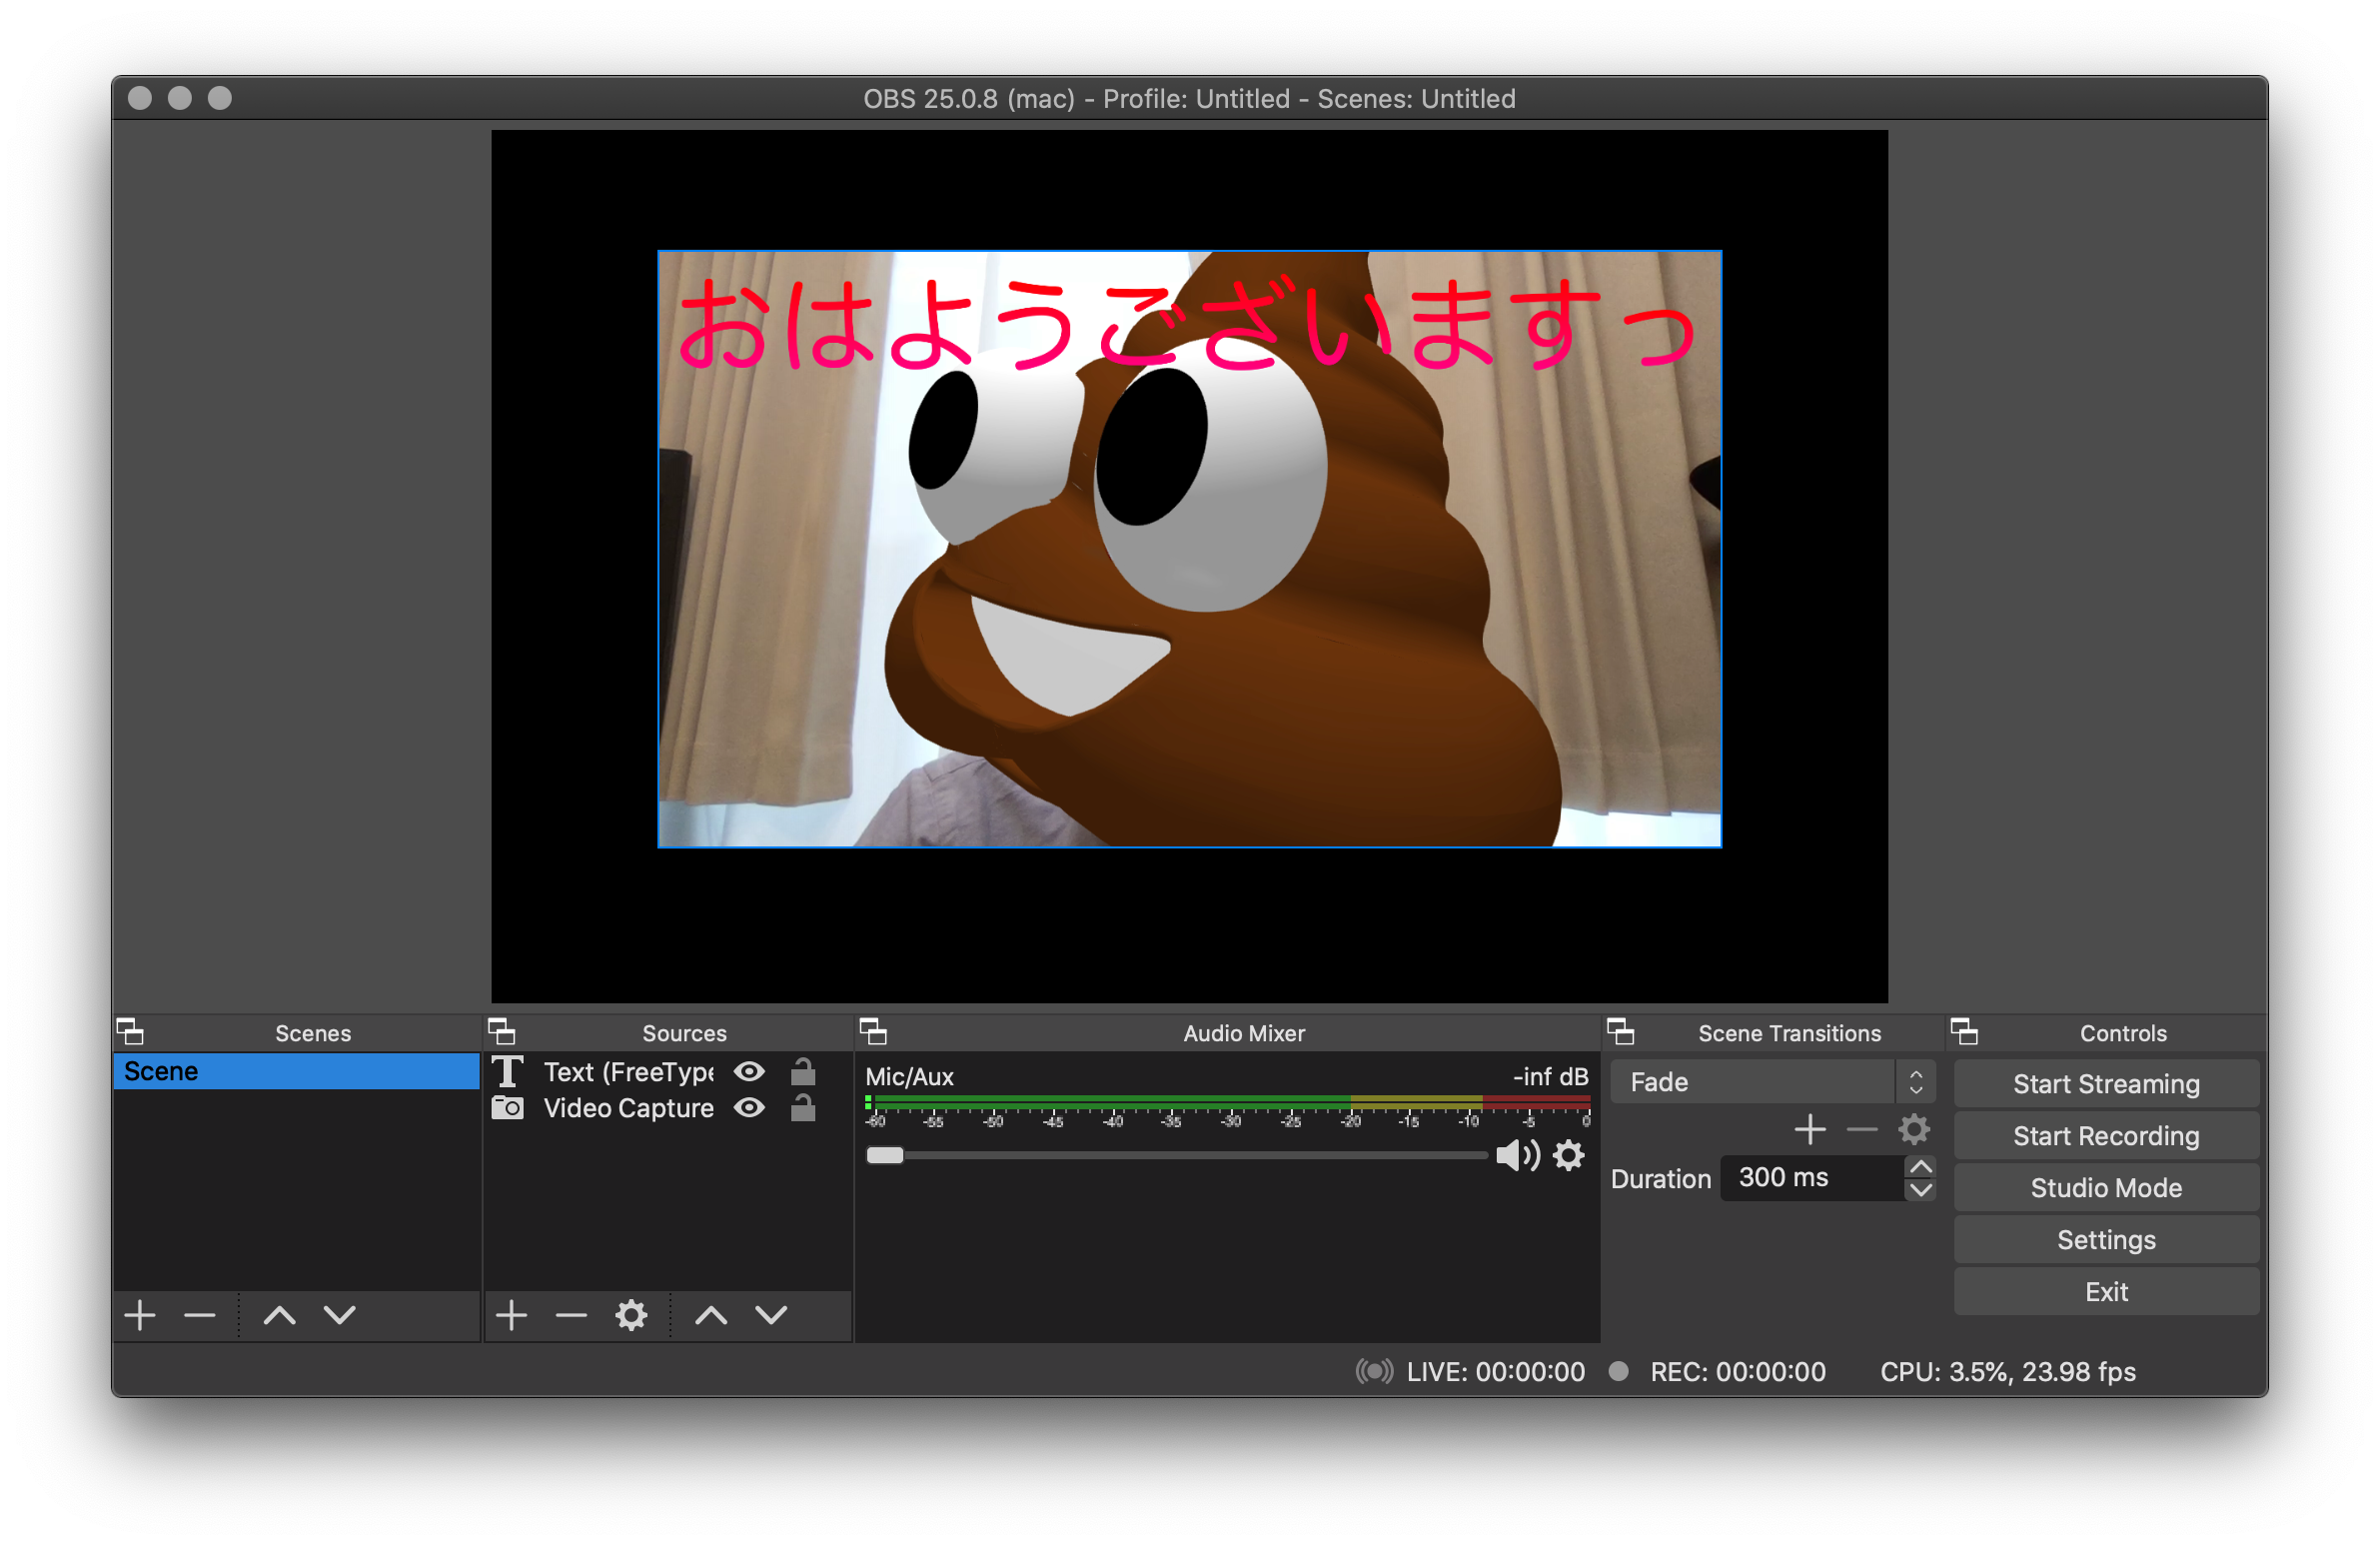 OBS 25.0.8 (mac) - Profile: Untitled - Scenes: Untitled
おはようございますっ
Scenes
Scene
Sources
Text (FreeType
Video Capture
Audio Mixer
Mic/Aux
-inf dB
-60 -55 -50 -45 -40 -35 -30 -25 -20 -15 -10 -5 0
Scene Transitions
Fade
Duration 300 ms
Controls
Start Streaming
Start Recording
Studio Mode
Settings
Exit
LIVE: 00:00:00 REC: 00:00:00 CPU: 3.5%, 23.98 fps